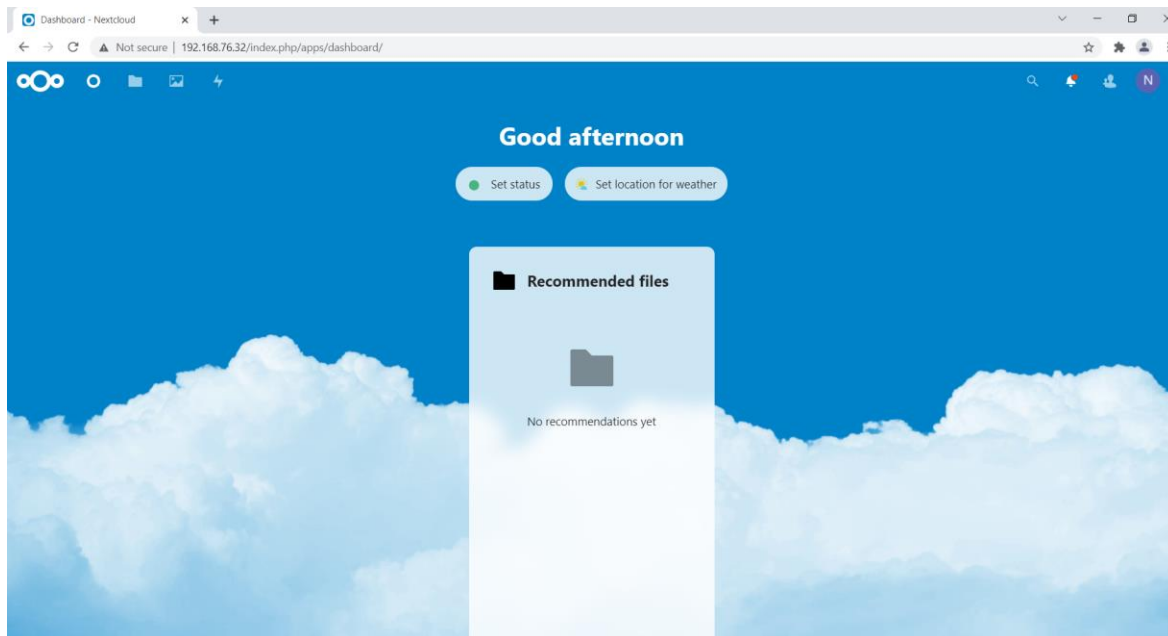 Dashboard - Nextcloud
Not secure | 192.168.76.32/index.php/apps/dashboard/
N
Good afternoon
Set status
Set location for weather
Recommended files
No recommendations yet